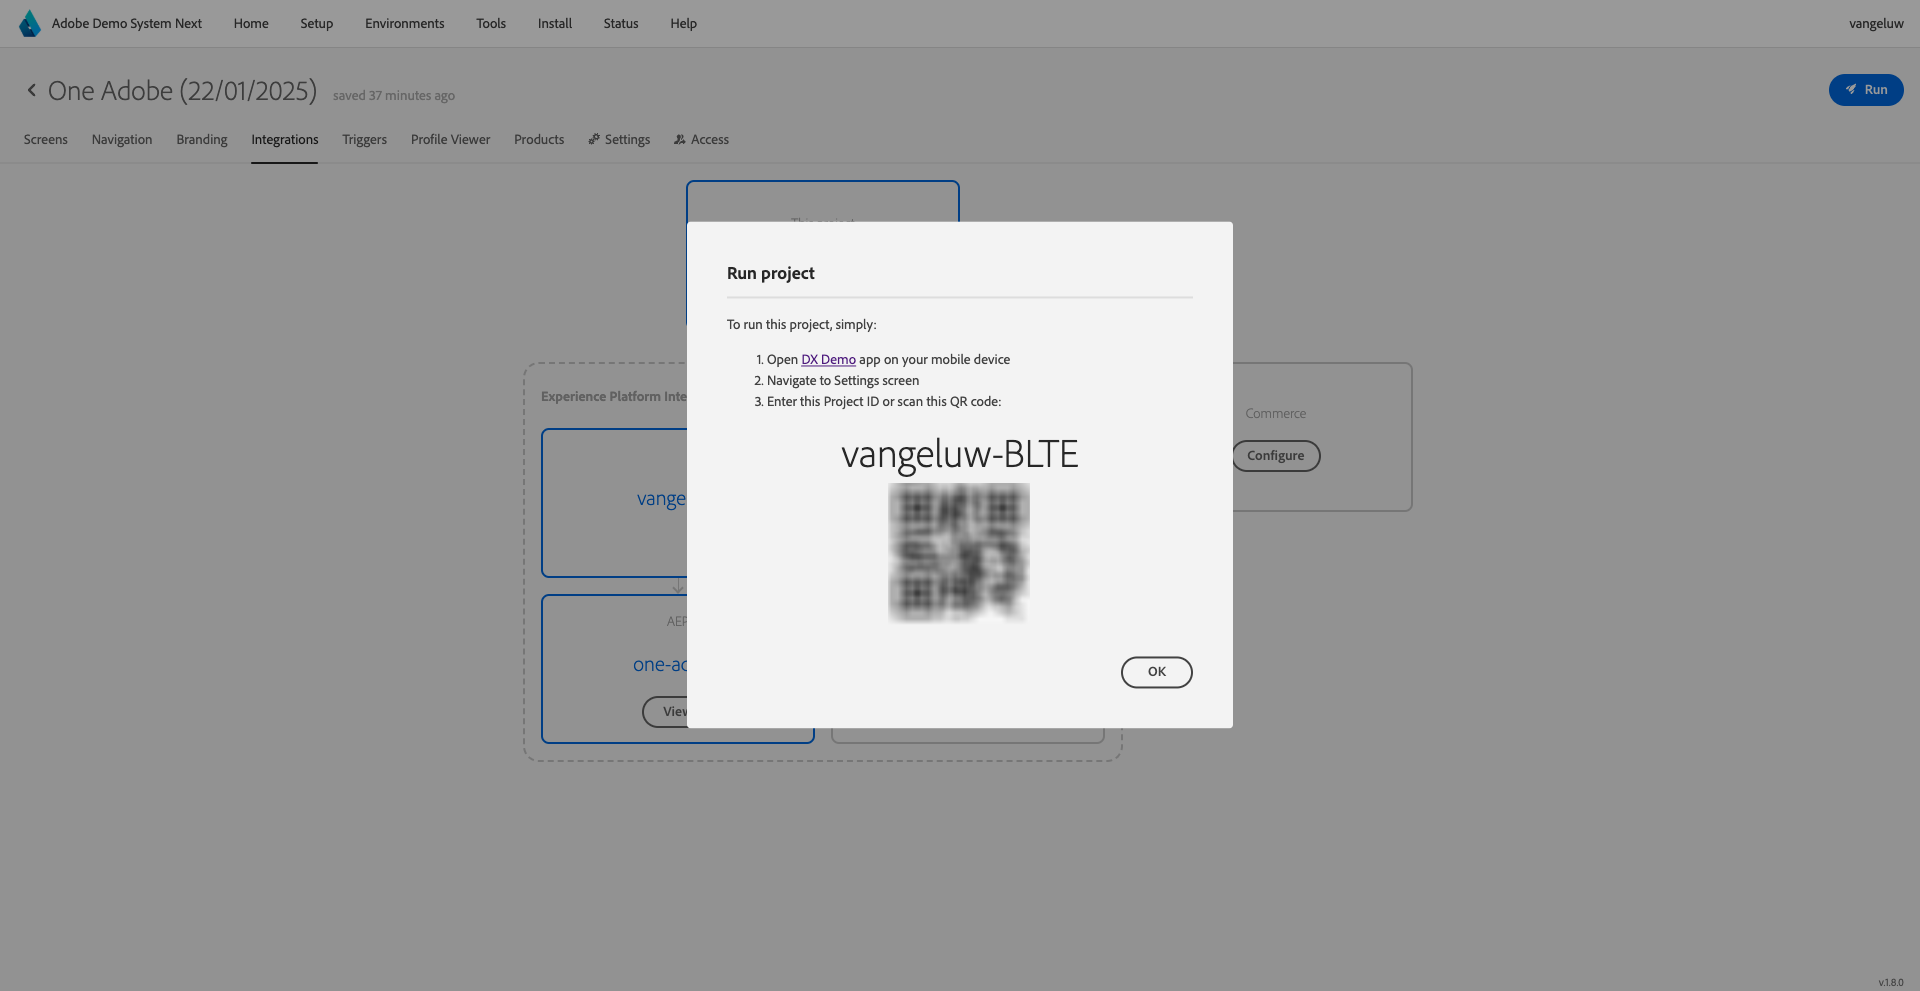 Adobe Demo System Next Home Setup Environments Tools Install Status Help vangeluw
One Adobe (22/01/2025) saved 37 minutes ago Run
Screens Navigation Branding Integrations Triggers Profile Viewer Products Settings Access
Run project
To run this project, simply:
1. Open DX Demo app on your mobile device
2. Navigate to Settings screen
3. Enter this Project ID or scan this QR code:
vangeluw-BLTE
OK
Experience Platform Inte
vange
AEP
one-ad
View
Commerce
Configure
v.1.8.0